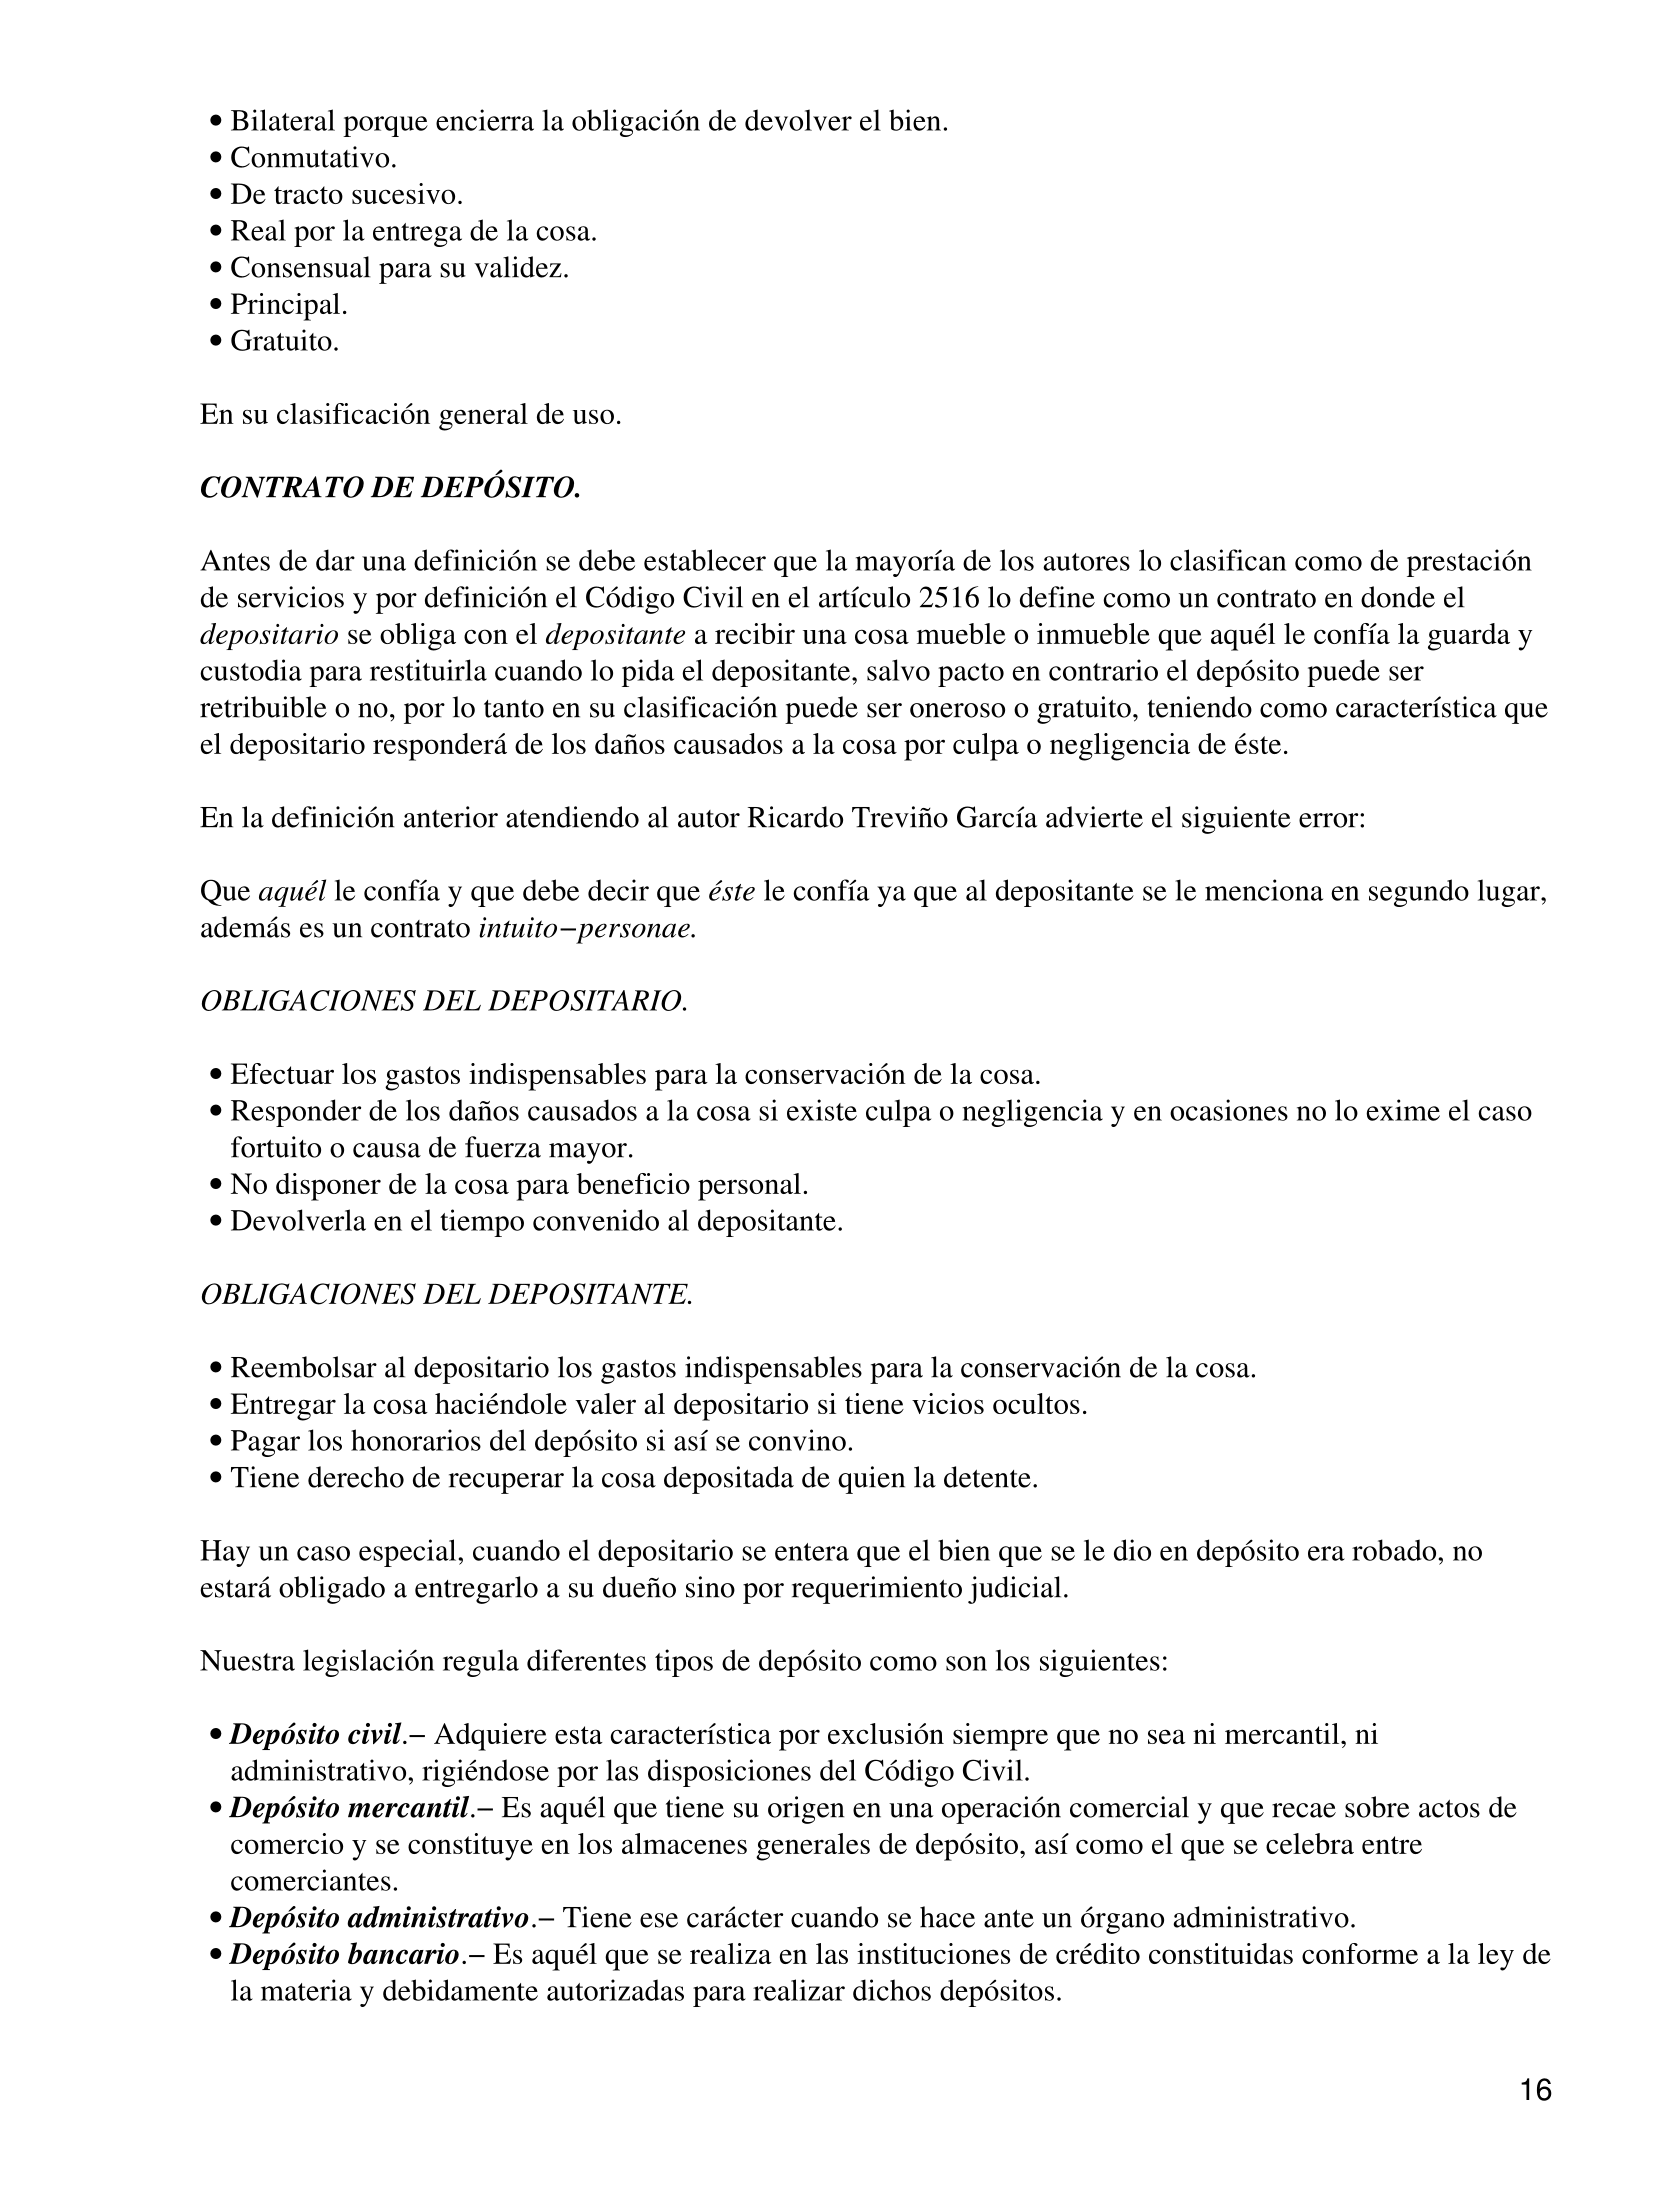 • Bilateral porque encierra la obligación de devolver el bien.
• Conmutativo.
• De tracto sucesivo.
• Real por la entrega de la cosa.
• Consensual para su validez.
• Principal.
• Gratuito.
En su clasificación general de uso.
CONTRATO DE DEPÓSITO.
Antes de dar una definición se debe establecer que la mayoría de los autores lo clasifican como de prestación
de servicios y por definición el Código Civil en el artículo 2516 lo define como un contrato en donde el
depositario se obliga con el depositante a recibir una cosa mueble o inmueble que aquél le confía la guarda y
custodia para restituirla cuando lo pida el depositante, salvo pacto en contrario el depósito puede ser
retribuible o no, por lo tanto en su clasificación puede ser oneroso o gratuito, teniendo como característica que
el depositario responderá de los daños causados a la cosa por culpa o negligencia de éste.
En la definición anterior atendiendo al autor Ricardo Treviño García advierte el siguiente error:
Que aquél le confía y que debe decir que éste le confía ya que al depositante se le menciona en segundo lugar,
además es un contrato intuito−personae.
OBLIGACIONES DEL DEPOSITARIO.
• Efectuar los gastos indispensables para la conservación de la cosa.
• Responder de los daños causados a la cosa si existe culpa o negligencia y en ocasiones no lo exime el caso
fortuito o causa de fuerza mayor.
• No disponer de la cosa para beneficio personal.
• Devolverla en el tiempo convenido al depositante.
OBLIGACIONES DEL DEPOSITANTE.
• Reembolsar al depositario los gastos indispensables para la conservación de la cosa.
• Entregar la cosa haciéndole valer al depositario si tiene vicios ocultos.
• Pagar los honorarios del depósito si así se convino.
• Tiene derecho de recuperar la cosa depositada de quien la detente.
Hay un caso especial, cuando el depositario se entera que el bien que se le dio en depósito era robado, no
estará obligado a entregarlo a su dueño sino por requerimiento judicial.
Nuestra legislación regula diferentes tipos de depósito como son los siguientes:
• Depósito civil.− Adquiere esta característica por exclusión siempre que no sea ni mercantil, ni
administrativo, rigiéndose por las disposiciones del Código Civil.
• Depósito mercantil.− Es aquél que tiene su origen en una operación comercial y que recae sobre actos de
comercio y se constituye en los almacenes generales de depósito, así como el que se celebra entre
comerciantes.
• Depósito administrativo.− Tiene ese carácter cuando se hace ante un órgano administrativo.
• Depósito bancario.− Es aquél que se realiza en las instituciones de crédito constituidas conforme a la ley de
la materia y debidamente autorizadas para realizar dichos depósitos.
16